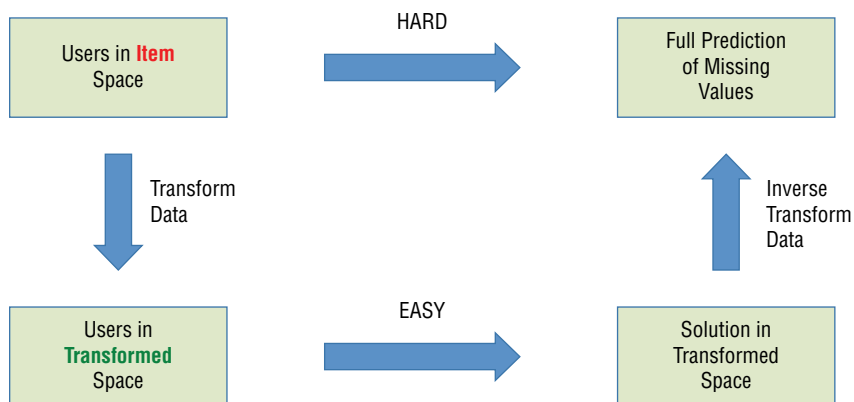 HARD
Users in Item
Space
Full Prediction
of Missing
Values
Transform
Data
Inverse
Transform
Data
EASY
Users in
Transformed
Space
Solution in
Transformed
Space